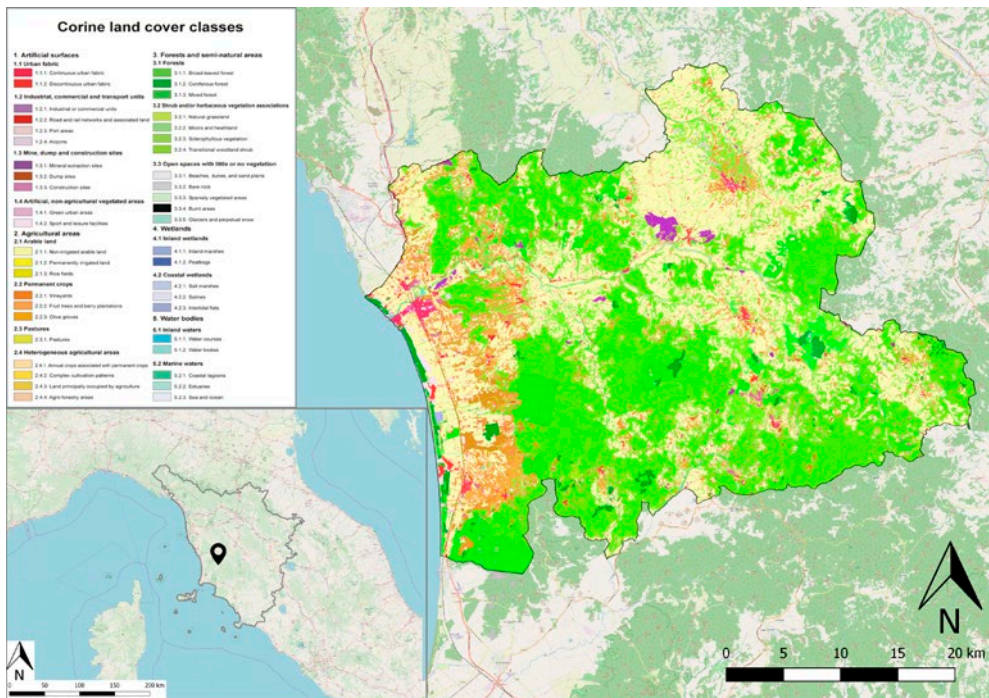 Corine land cover classes
1. Artificial surfaces
1.1 Urban fabric
1.1.1. Continuous urban fabric
1.1.2. Discontinuous urban fabric
1.2 Industrial, commercial and transport units
1.2.1. Industrial or commercial units
1.2.2. Road and rail networks and associated land
1.2.3. Port areas
1.2.4. Airports
1.3 Mine, dump and construction sites
1.3.1. Mineral extraction sites
1.3.2. Dump sites
1.3.3. Construction sites
1.4 Artificial, non-agricultural vegetated areas
1.4.1. Green urban areas
1.4.2. Sport and leisure facilities
2. Agricultural areas
2.1 Arable land
2.1.1. Non-irrigated arable land
2.1.2. Permanently irrigated land
2.1.3. Rice fields
2.2 Permanent crops
2.2.1. Vineyards
2.2.2. Fruit trees and berry plantations
2.2.3. Olive groves
2.3 Pastures
2.3.1. Pastures
2.4 Heterogeneous agricultural areas
2.4.1. Annual crops associated with permanent crops
2.4.2. Complex cultivation patterns
2.4.3. Land principally occupied by agriculture
2.4.4. Agro-forestry areas
3. Forests and semi-natural areas
3.1 Forests
3.1.1. Broad-leaved forest
3.1.2. Coniferous forest
3.1.3. Mixed forest
3.2 Shrub and/or herbaceous vegetation associations
3.2.1. Natural grassland
3.2.2. Moors and heathland
3.2.3. Sclerophyllous vegetation
3.2.4. Transitional woodland shrub
3.3 Open spaces with little or no vegetation
3.3.1. Beaches, dunes, and sand plains
3.3.2. Bare rock
3.3.3. Sparsely vegetated areas
3.3.4. Burnt areas
3.3.5. Glaciers and perpetual snow
4. Wetlands
4.1 Inland wetlands
4.1.1. Inland marshes
4.1.2. Peatbogs
4.2 Coastal wetlands
4.2.1. Salt marshes
4.2.2. Salines
4.2.3. Intertidal flats
5. Water bodies
5.1 Inland waters
5.1.1. Water courses
5.1.2. Water bodies
5.2 Marine waters
5.2.1. Coastal lagoons
5.2.2. Estuaries
5.2.3. Sea and ocean
N
0 50 100 150 200 km
N
0 5 10 15 20 km